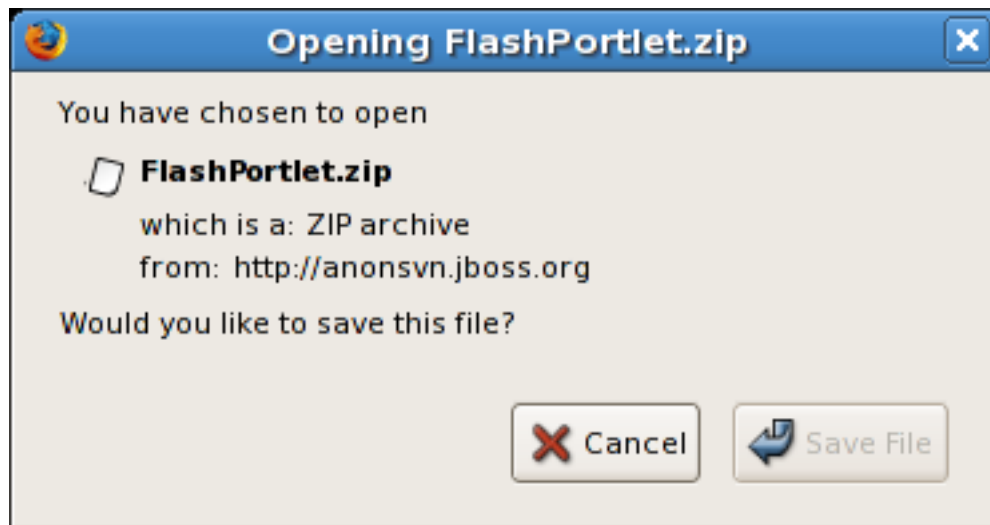 Opening FlashPortlet.zip
You have chosen to open
FlashPortlet.zip
which is a: ZIP archive
from: http://anonsvn.jboss.org
Would you like to save this file?
Cancel
Save File